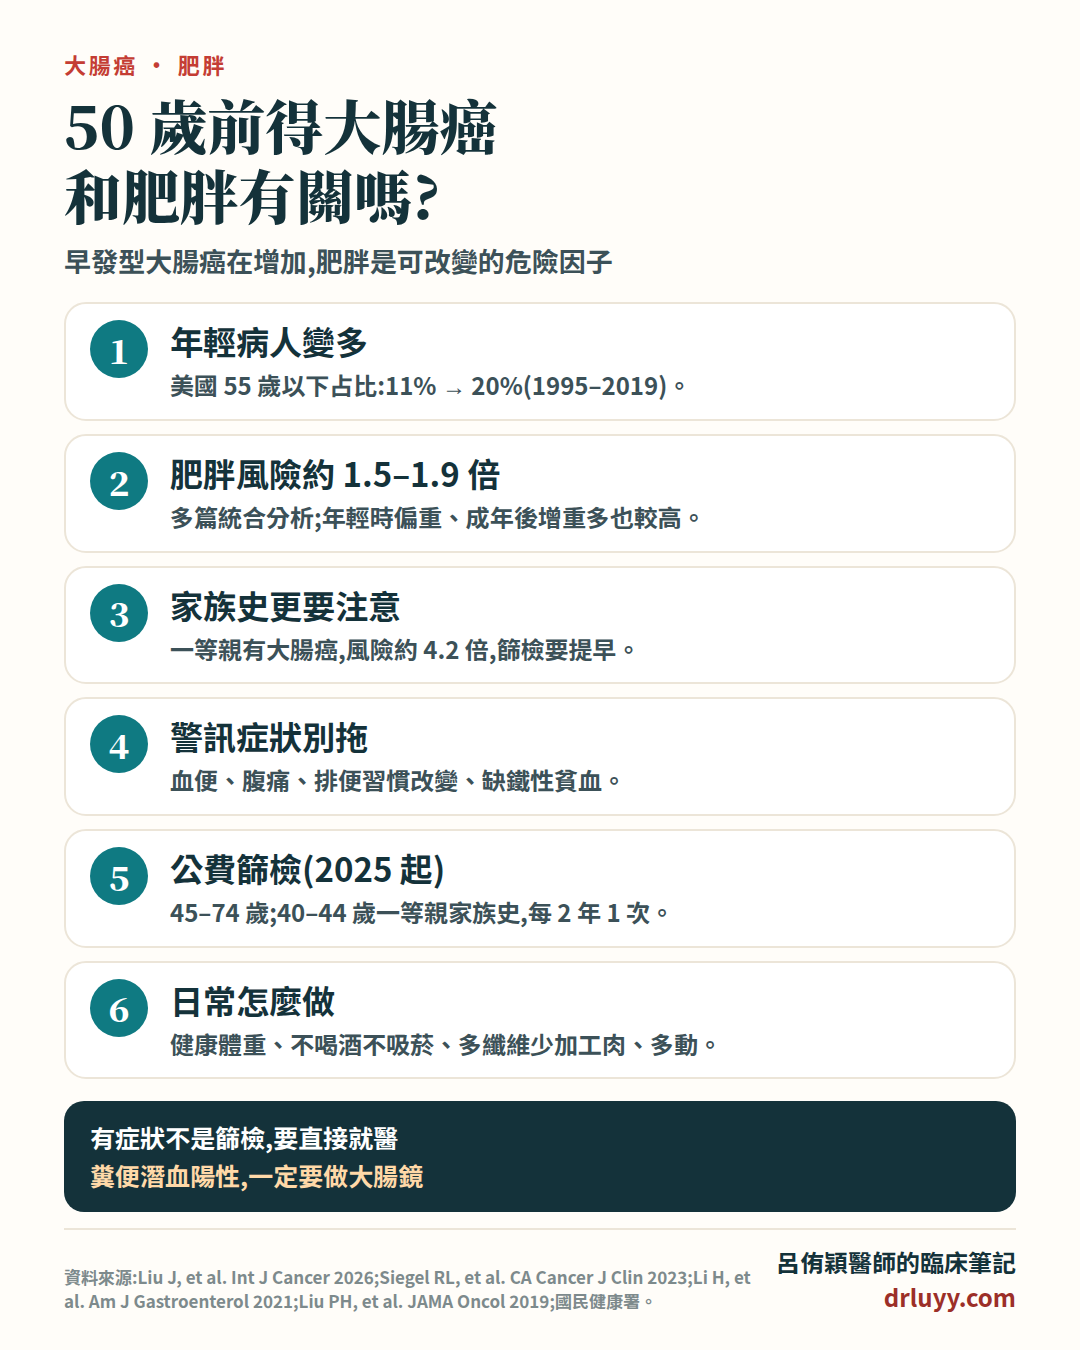 大腸癌 · 肥胖
50 歲前得大腸癌
和肥胖有關嗎?
早發型大腸癌在增加,肥胖是可改變的危險因子
1
年輕病人變多
美國 55 歲以下占比:11% → 20%(1995–2019)。
2
肥胖風險約 1.5–1.9 倍
多篇統合分析;年輕時偏重、成年後增重多也較高。
3
家族史更要注意
一等親有大腸癌,風險約 4.2 倍,篩檢要提早。
4
警訊症狀別拖
血便、腹痛、排便習慣改變、缺鐵性貧血。
5
公費篩檢(2025 起)
45–74 歲;40–44 歲一等親家族史,每 2 年 1 次。
6
日常怎麼做
健康體重、不喝酒不吸菸、多纖維少加工肉、多動。
有症狀不是篩檢,要直接就醫
糞便潛血陽性,一定要做大腸鏡
資料來源:Liu J, et al. Int J Cancer 2026;Siegel RL, et al. CA Cancer J Clin 2023;Li H, et
al. Am J Gastroenterol 2021;Liu PH, et al. JAMA Oncol 2019;國民健康署。
呂侑穎醫師的臨床筆記
drluyy.com